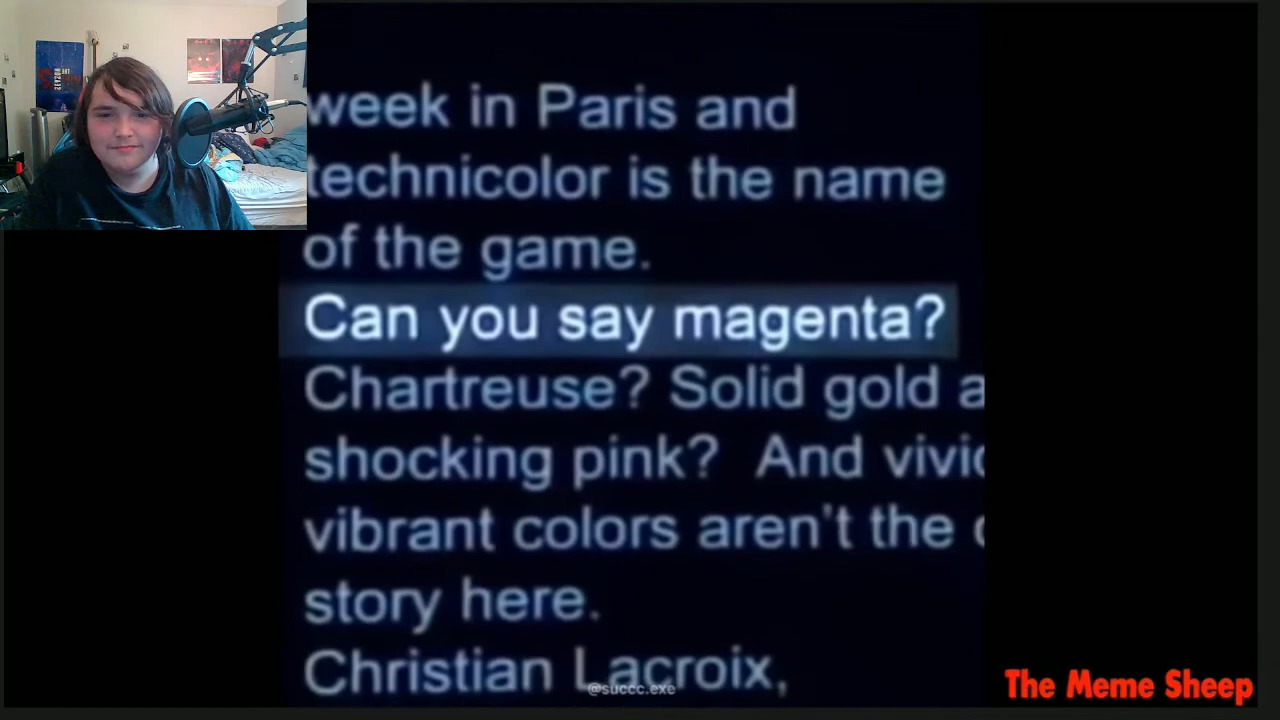 week in Paris and
technicolor is the name
of the game.
Can you say magenta?
Chartreuse? Solid gold a
shocking pink? And vivid
vibrant colors aren't the
story here.
Christian Lacroix,
@succc.exe
The Meme Sheep